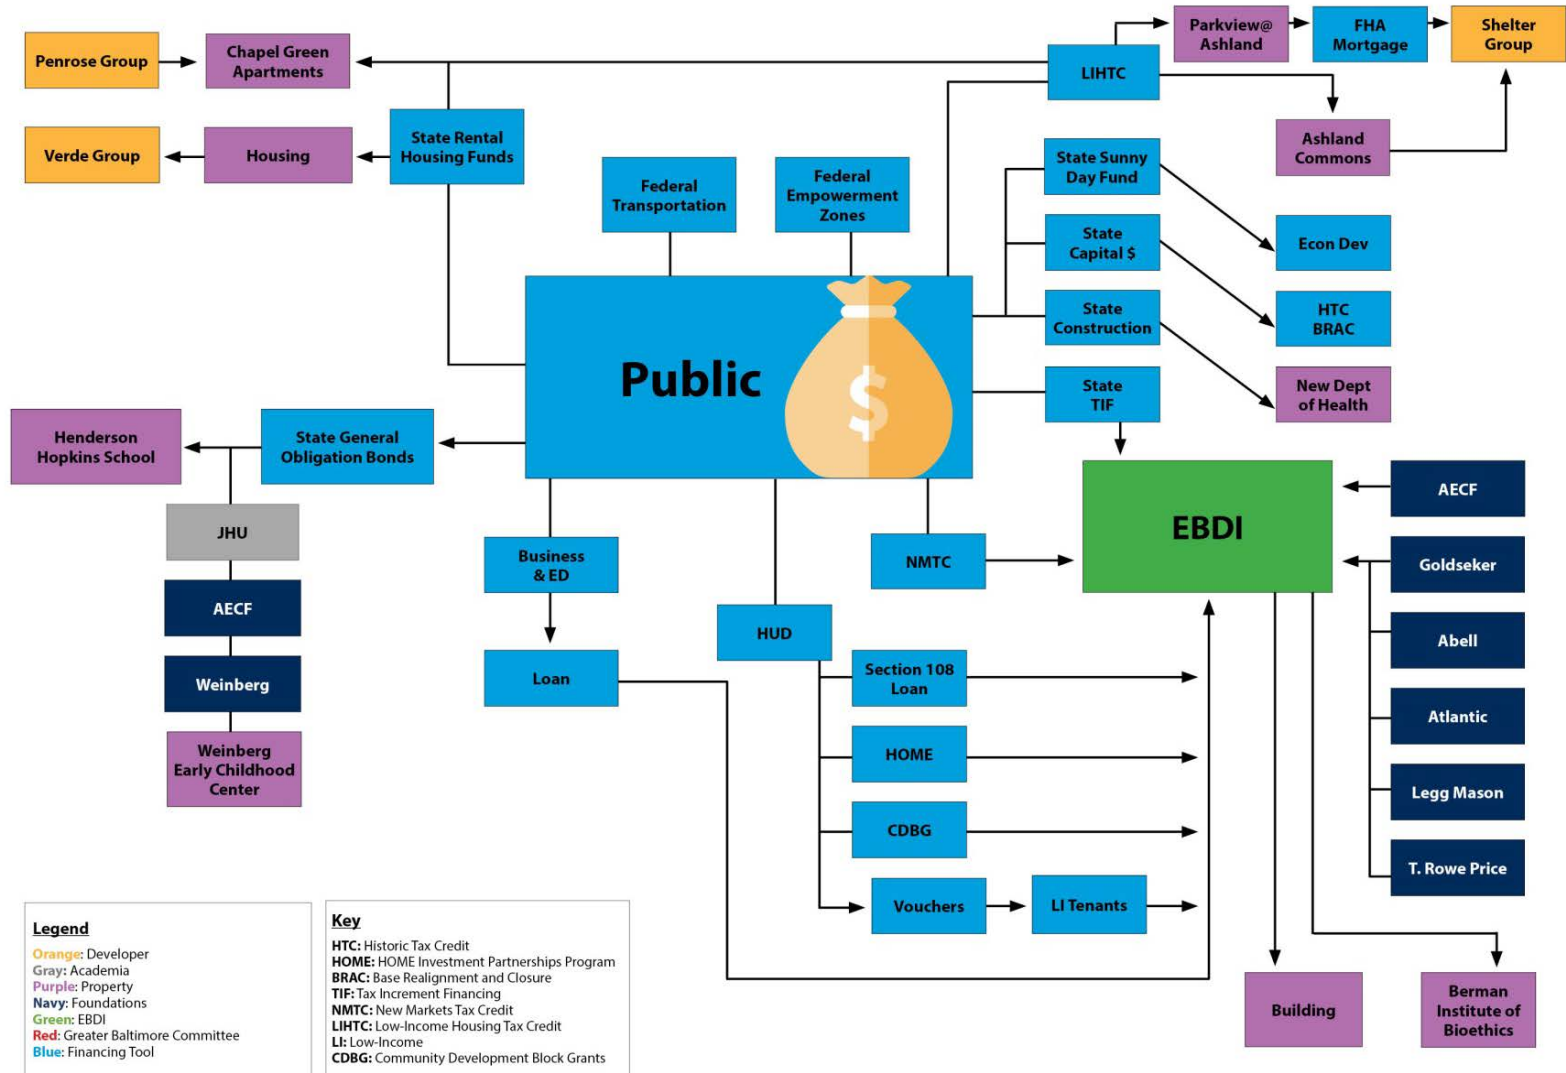 Penrose Group
Chapel Green
Apartments
LIHTC
Parkview@
Ashland
FHA
Mortgage
Shelter
Group
Verde Group
Housing
State Rental
Housing Funds
Ashland
Commons
Federal
Transportation
Federal
Empowerment
Zones
State Sunny
Day Fund
Econ Dev
State
Capital $
HTC
BRAC
State
Construction
New Dept
of Health
State
TIF
Public
$
Henderson
Hopkins School
State General
Obligation Bonds
JHU
AECF
Weinberg
Weinberg
Early Childhood
Center
Business
& ED
Loan
HUD
NMTC
EBDI
AECF
Goldseker
Abell
Atlantic
Legg Mason
T. Rowe Price
Section 108
Loan
HOME
CDBG
Vouchers
LI Tenants
Building
Berman
Institute of
Bioethics
Legend
Orange: Developer
Gray: Academia
Purple: Property
Navy: Foundations
Green: EBDI
Red: Greater Baltimore Committee
Blue: Financing Tool
Key
HTC: Historic Tax Credit
HOME: HOME Investment Partnerships Program
BRAC: Base Realignment and Closure
TIF: Tax Increment Financing
NMTC: New Markets Tax Credit
LIHTC: Low-Income Housing Tax Credit
LI: Low-Income
CDBG: Community Development Block Grants